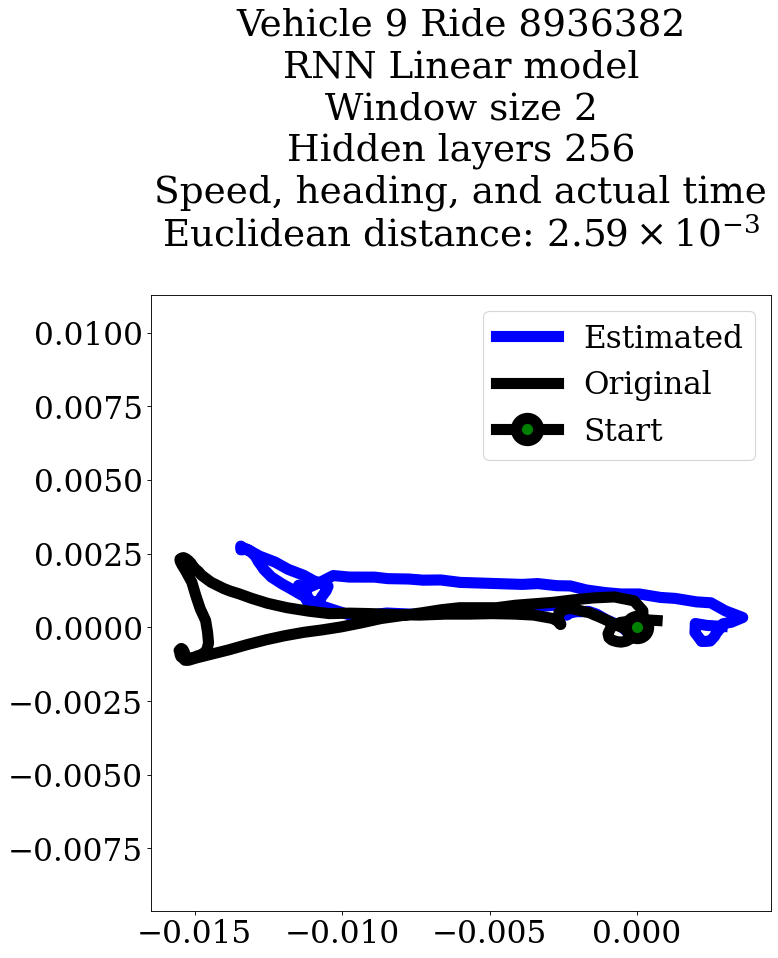 Vehicle 9 Ride 8936382
RNN Linear model
Window size 2
Hidden layers 256
Speed, heading, and actual time
Euclidean distance: 2.59 × 10⁻³
Estimated
Original
Start
0.0100
0.0075
0.0050
0.0025
0.0000
−0.0025
−0.0050
−0.0075
−0.015 −0.010 −0.005 0.000